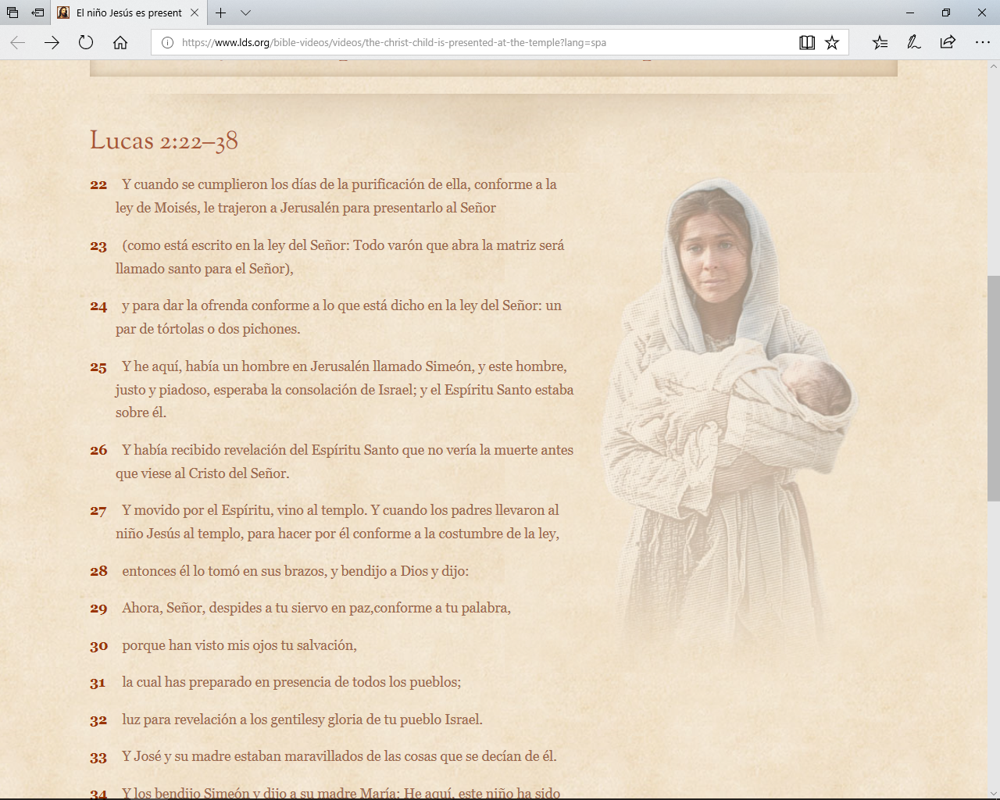 El niño Jesús es present
https://www.lds.org/bible-videos/videos/the-christ-child-is-presented-at-the-temple?lang=spa
Lucas 2:22–38
22 Y cuando se cumplieron los días de la purificación de ella, conforme a la
ley de Moisés, le trajeron a Jerusalén para presentarlo al Señor
23 (como está escrito en la ley del Señor: Todo varón que abra la matriz será
llamado santo para el Señor),
24 y para dar la ofrenda conforme a lo que está dicho en la ley del Señor: un
par de tórtolas o dos pichones.
25 Y he aquí, había un hombre en Jerusalén llamado Simeón, y este hombre,
justo y piadoso, esperaba la consolación de Israel; y el Espíritu Santo estaba
sobre él.
26 Y había recibido revelación del Espíritu Santo que no vería la muerte antes
que viese al Cristo del Señor.
27 Y movido por el Espíritu, vino al templo. Y cuando los padres llevaron al
niño Jesús al templo, para hacer por él conforme a la costumbre de la ley,
28 entonces él lo tomó en sus brazos, y bendijo a Dios y dijo:
29 Ahora, Señor, despides a tu siervo en paz,conforme a tu palabra,
30 porque han visto mis ojos tu salvación,
31 la cual has preparado en presencia de todos los pueblos;
32 luz para revelación a los gentilesy gloria de tu pueblo Israel.
33 Y José y su madre estaban maravillados de las cosas que se decían de él.
34 Y los bendijo Simeón y dijo a su madre María: He aquí, este niño ha sido